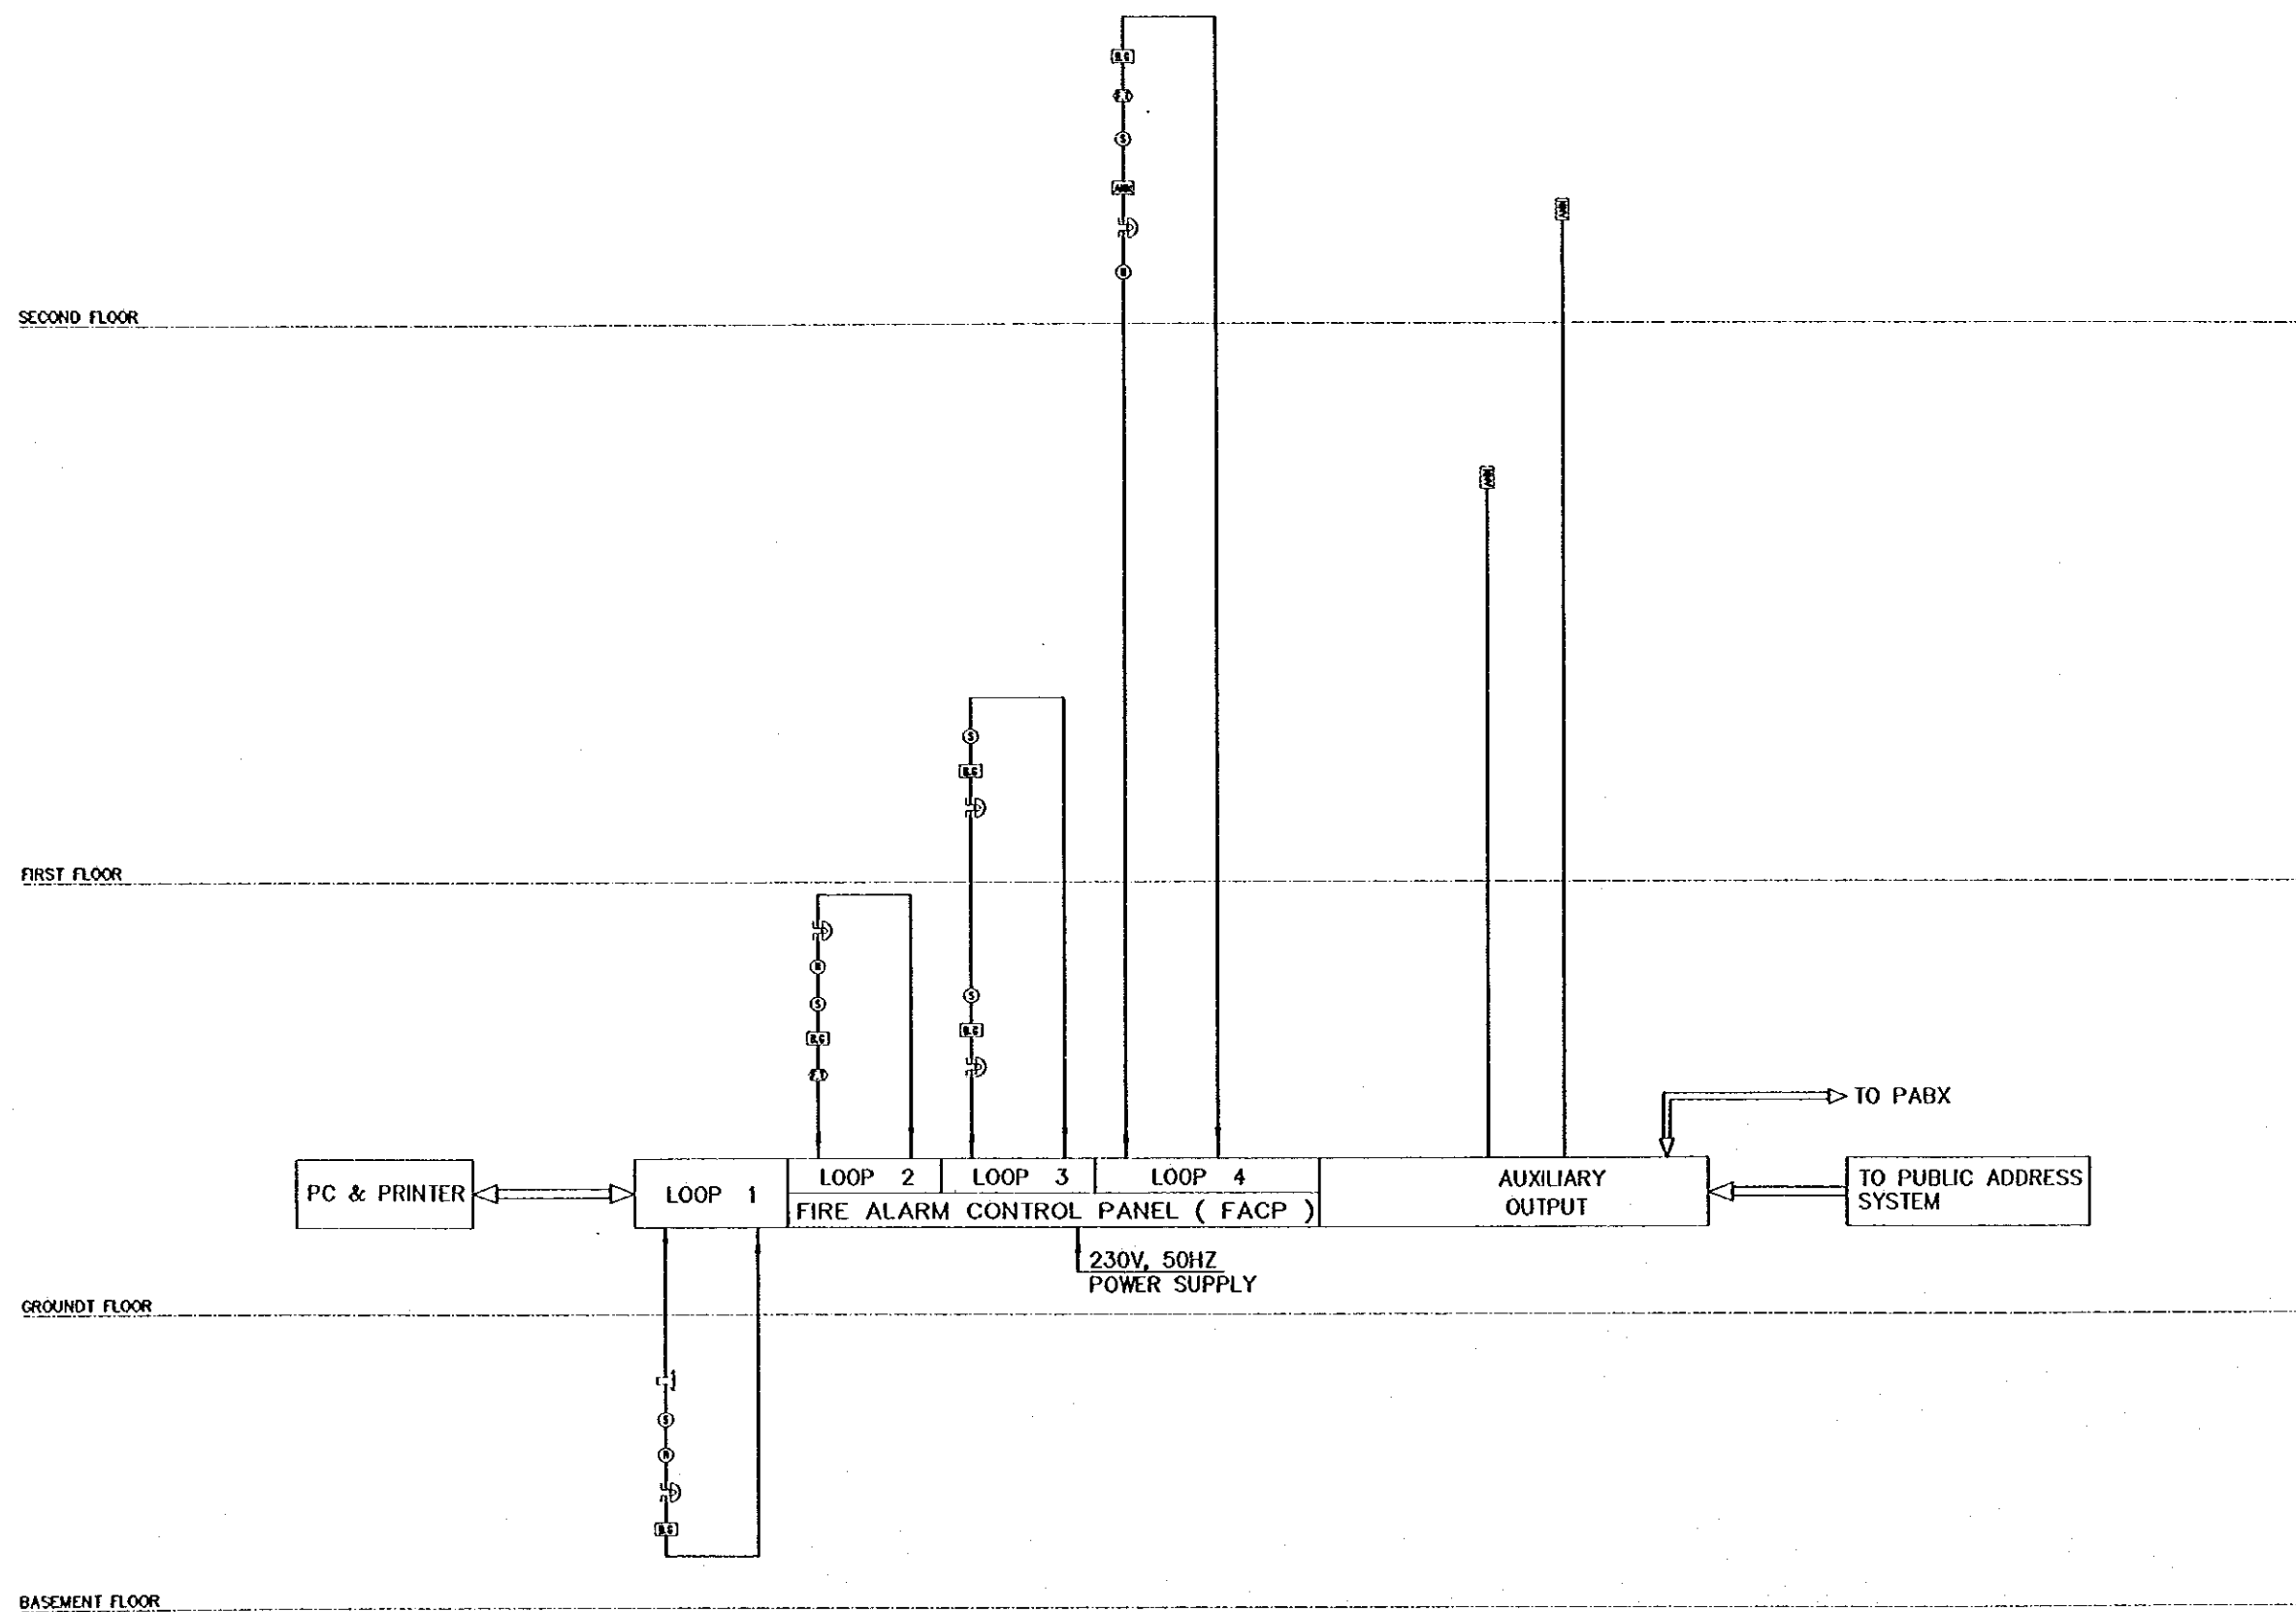 SECOND FLOOR
FIRST FLOOR
TO PABX
LOOP 2
LOOP 3
LOOP 4
AUXILIARY
OUTPUT
TO PUBLIC ADDRESS
SYSTEM
PC & PRINTER
LOOP 1
FIRE ALARM CONTROL PANEL ( FACP )
230V, 50HZ
POWER SUPPLY
GROUNDT FLOOR
BASEMENT FLOOR
S
S
S
S
S